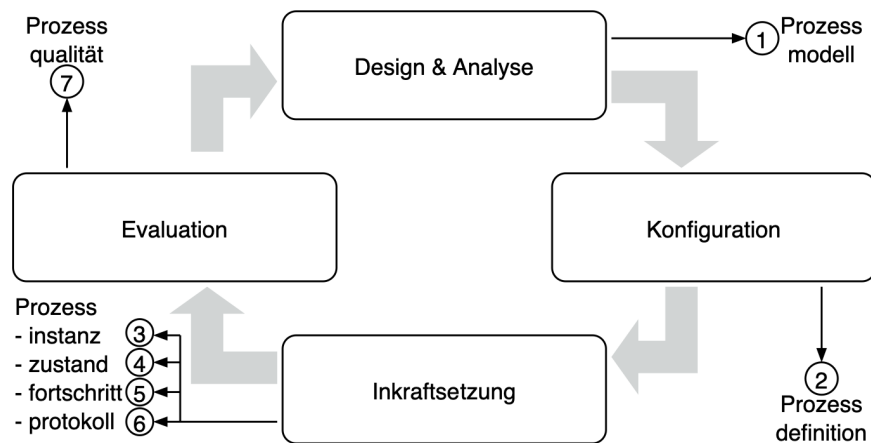 Prozess
qualität
7
Design & Analyse
1
Prozess
modell
Evaluation
Konfiguration
Prozess
- instanz 3
- zustand 4
- fortschritt 5
- protokoll 6
Inkraftsetzung
2
Prozess
definition